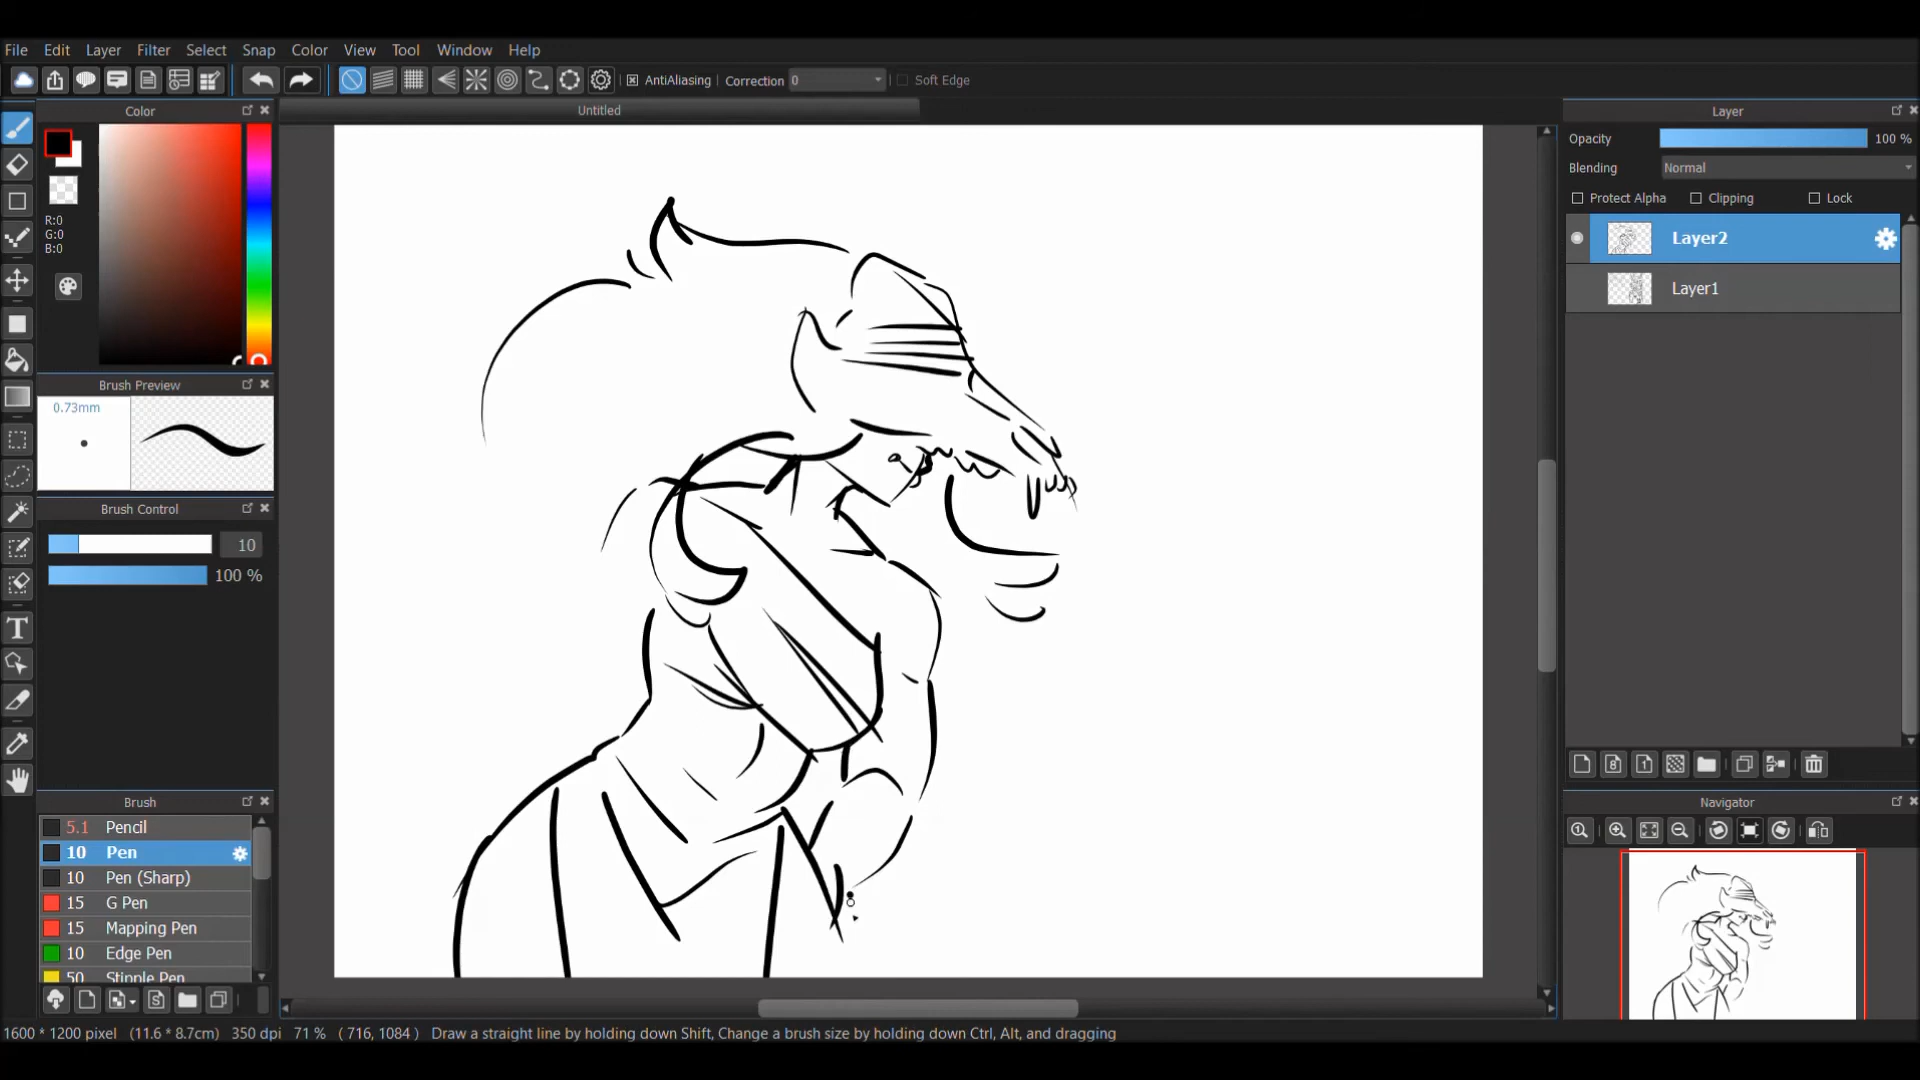 File Edit Layer Filter Select Snap Color View Tool Window Help
AntiAliasing Correction 0 Soft Edge
Color
Untitled
Layer
R:0
G:0
B:0
Opacity 100 %
Blending Normal
Protect Alpha Clipping Lock
Layer2
Layer1
Brush Preview
0.73mm
Brush Control
10
100 %
Brush
5.1 Pencil
10 Pen
10 Pen (Sharp)
15 G Pen
15 Mapping Pen
10 Edge Pen
50 Stipple Pen
Navigator
1600 * 1200 pixel (11.6 * 8.7cm) 350 dpi 71 % ( 716, 1084 ) Draw a straight line by holding down Shift, Change a brush size by holding down Ctrl, Alt, and dragging